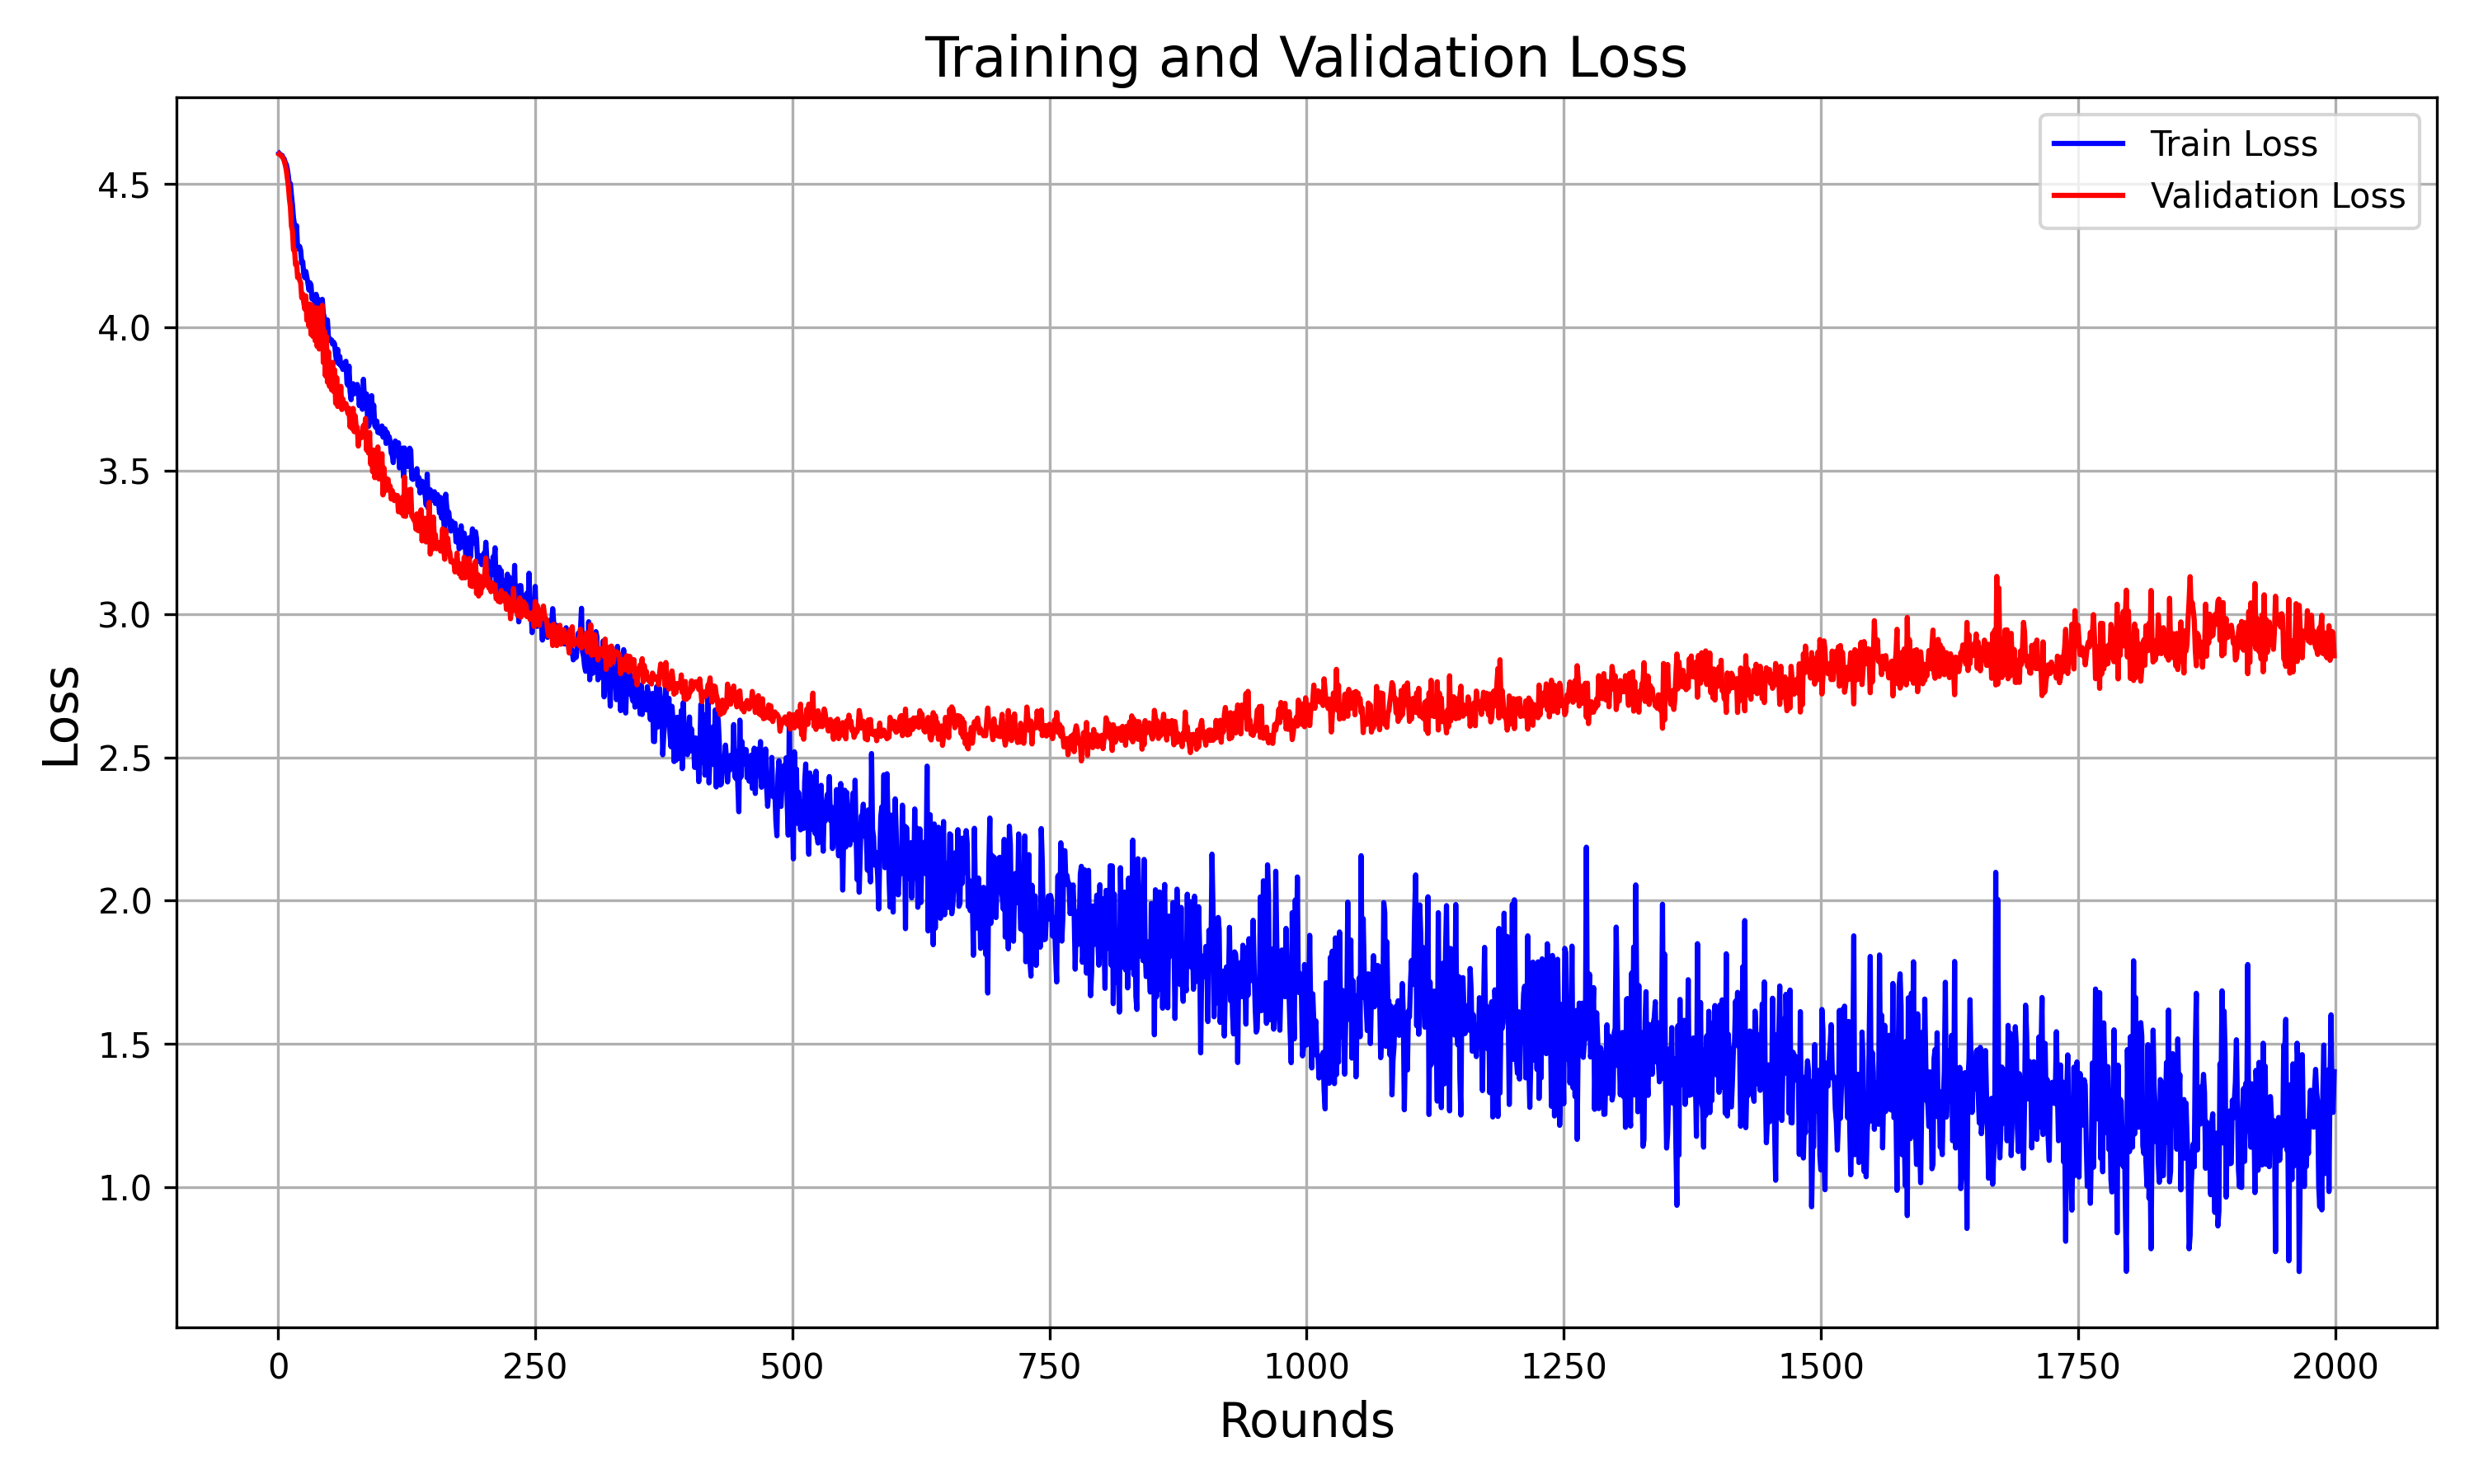 Training and Validation Loss
Train Loss
Validation Loss
4.5
4.0
3.5
3.0
2.5
2.0
1.5
1.0
Loss
0 250 500 750 1000 1250 1500 1750 2000
Rounds